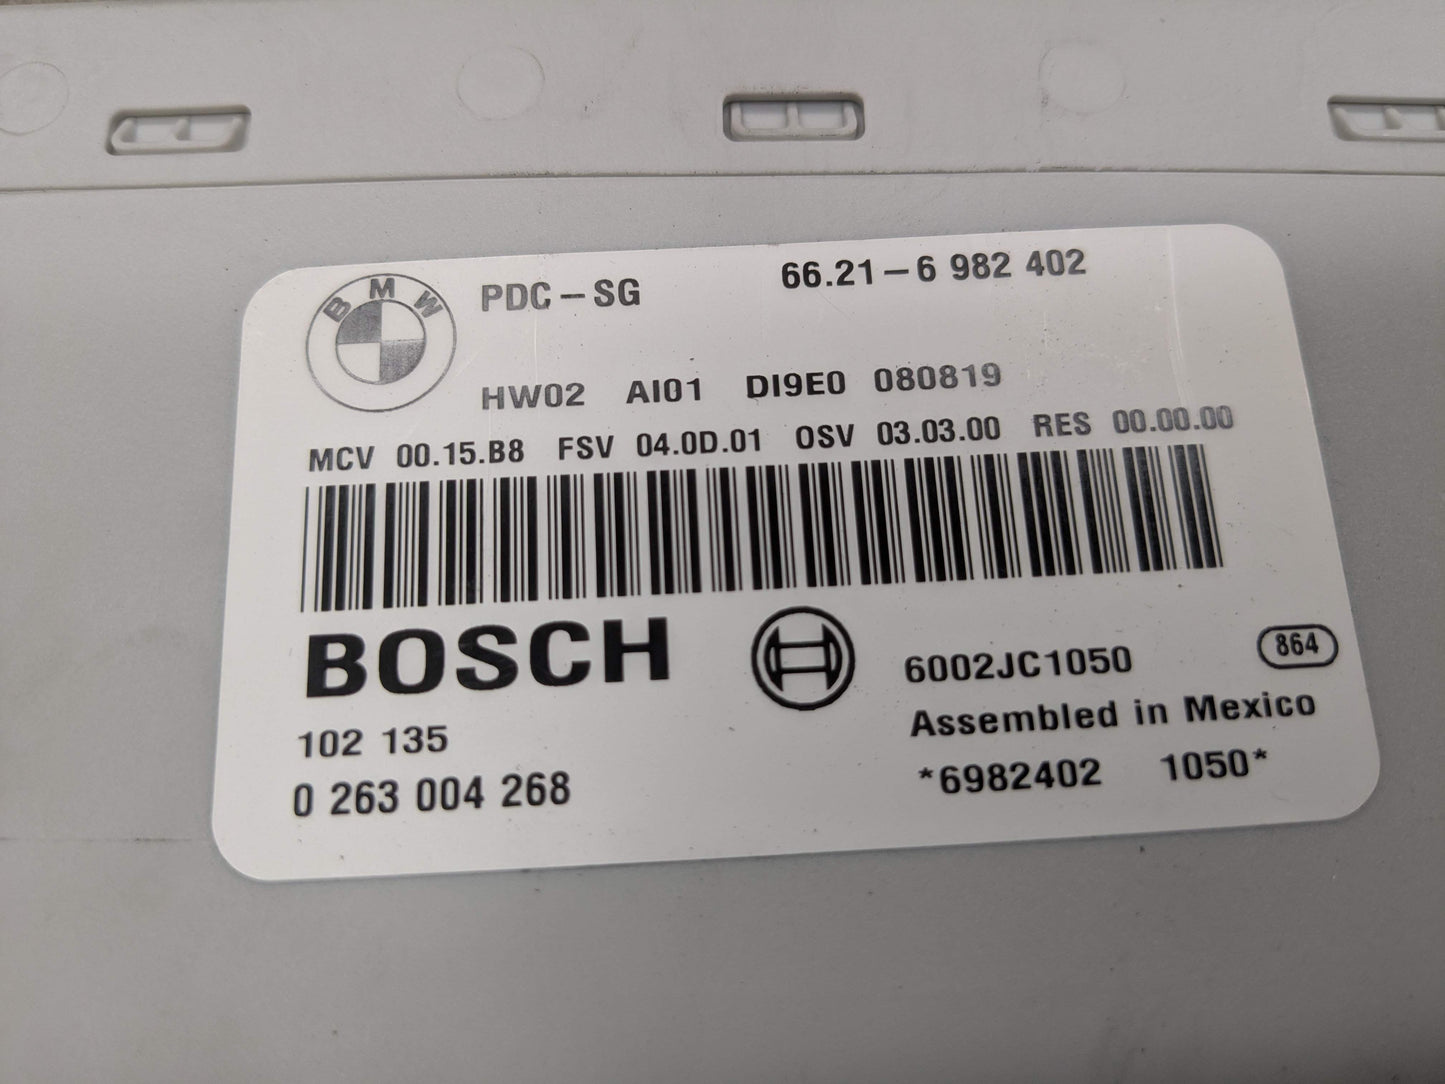 BMW
PDC-SG 66.21-6 982 402
HW02 AI01 DI9E0 080819
MCV 00.15.B8 FSV 04.0D.01 OSV 03.03.00 RES 00.00.00
BOSCH 6002JC1050 864
102 135 Assembled in Mexico
0 263 004 268 *6982402 1050*